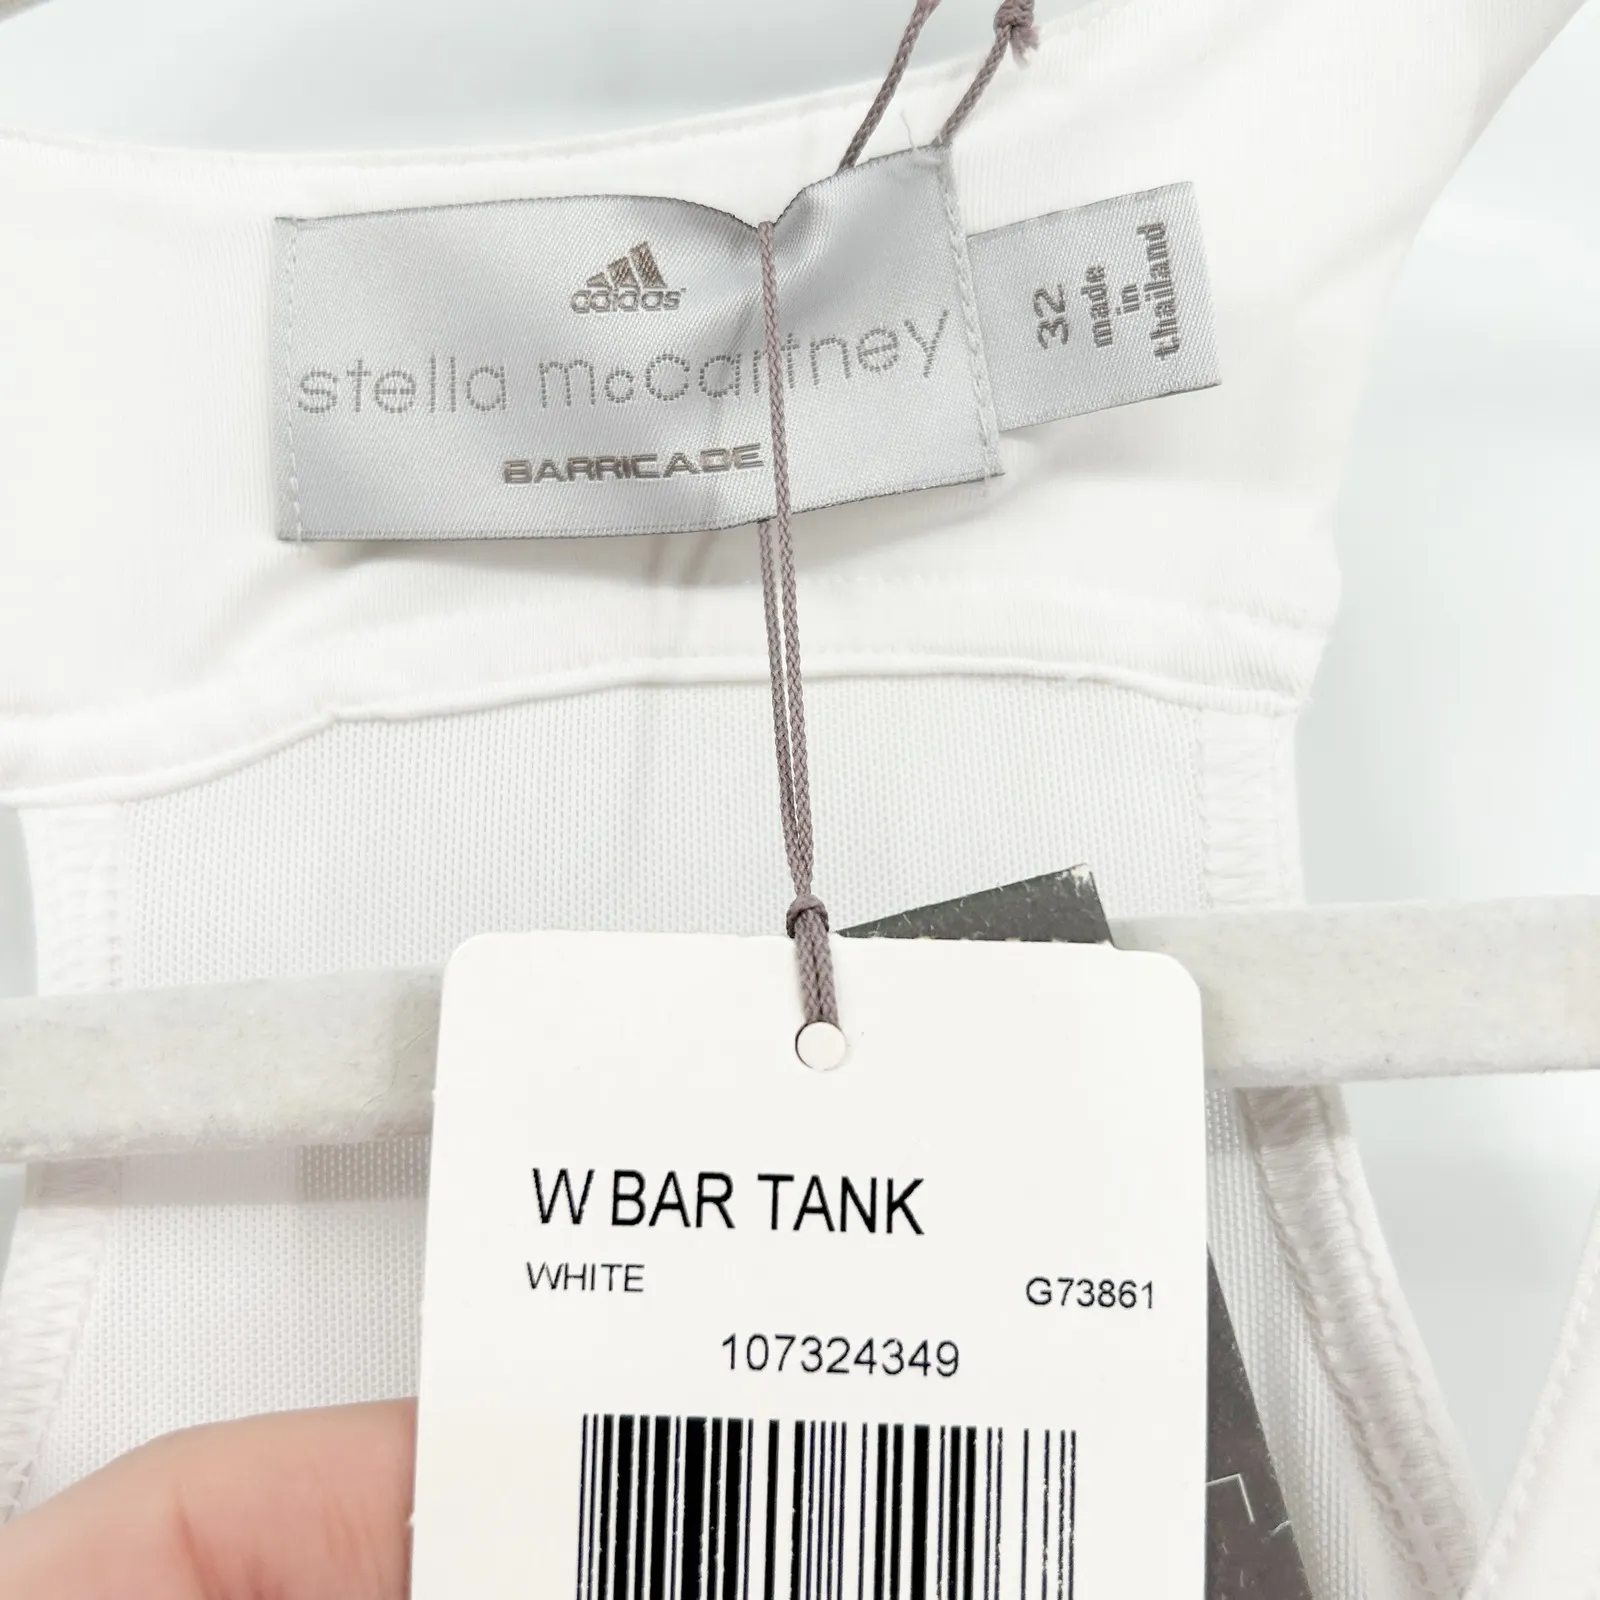 adidas
stella mcCartney
BARRICADE
32
made
in
thailand
W BAR TANK
WHITE
G73861
107324349